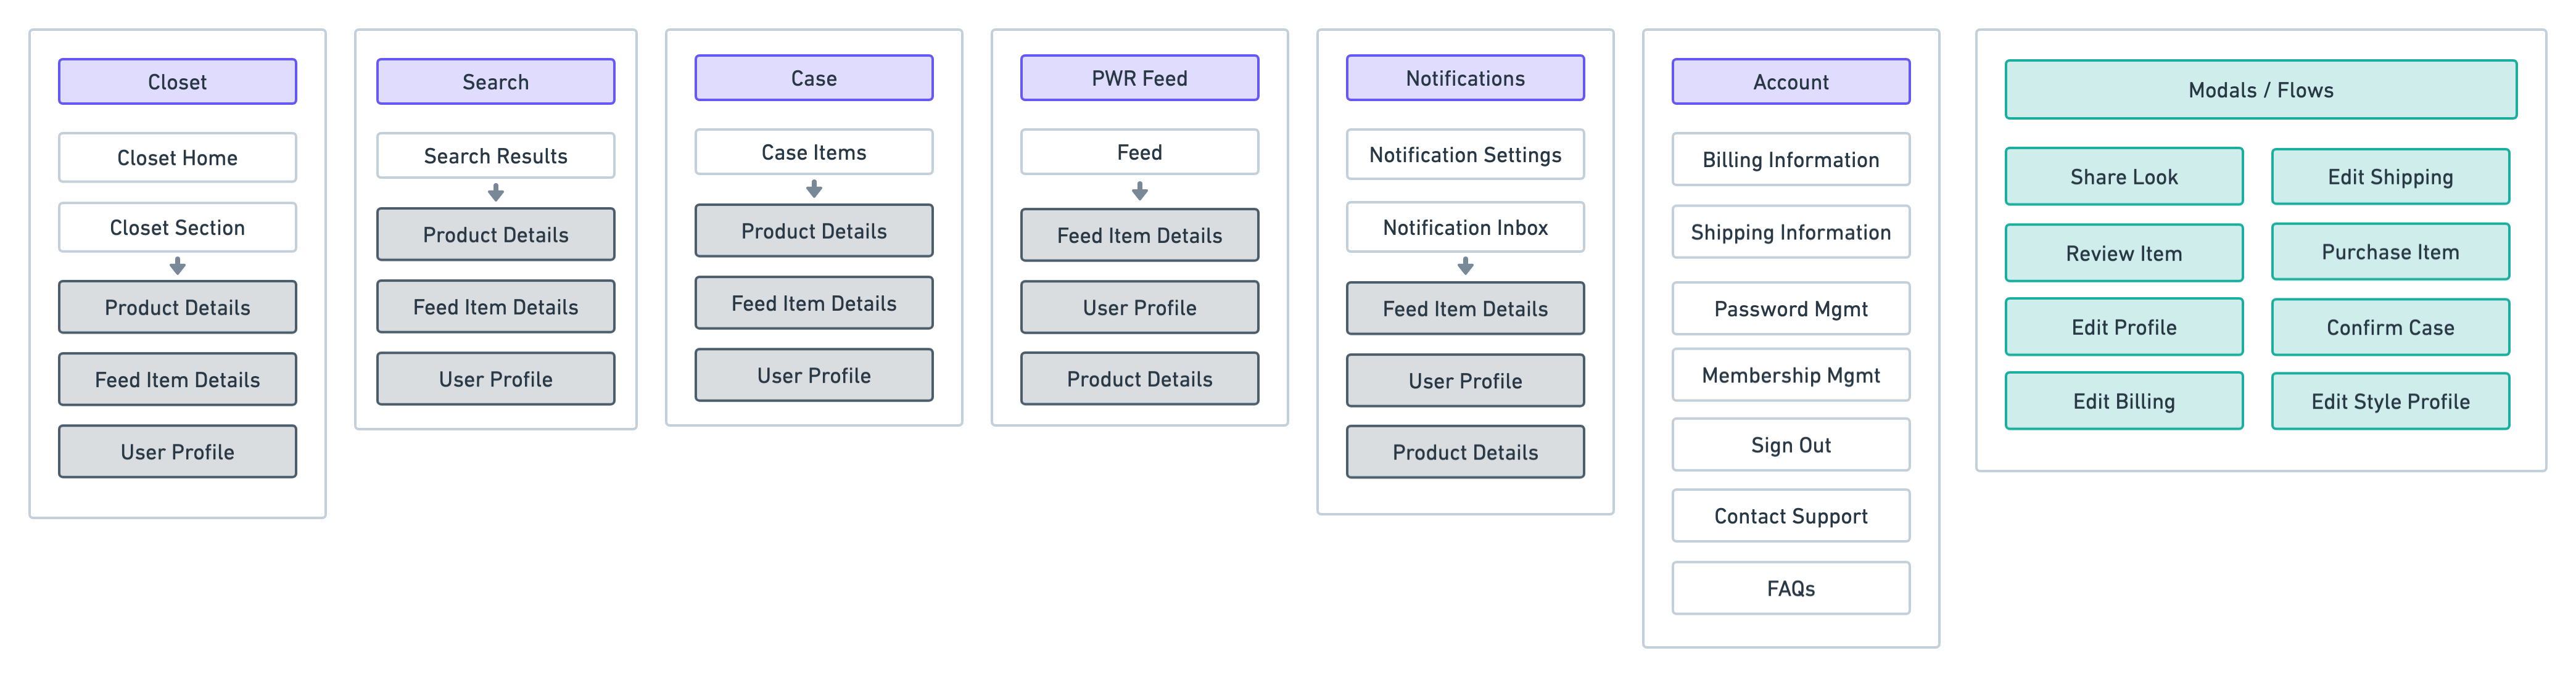 Closet
Closet Home
Closet Section
Product Details
Feed Item Details
User Profile
Search
Search Results
Product Details
Feed Item Details
User Profile
Case
Case Items
Product Details
Feed Item Details
User Profile
PWR Feed
Feed
Feed Item Details
User Profile
Product Details
Notifications
Notification Settings
Notification Inbox
Feed Item Details
User Profile
Product Details
Account
Billing Information
Shipping Information
Password Mgmt
Membership Mgmt
Sign Out
Contact Support
FAQs
Modals / Flows
Share Look
Edit Shipping
Review Item
Purchase Item
Edit Profile
Confirm Case
Edit Billing
Edit Style Profile